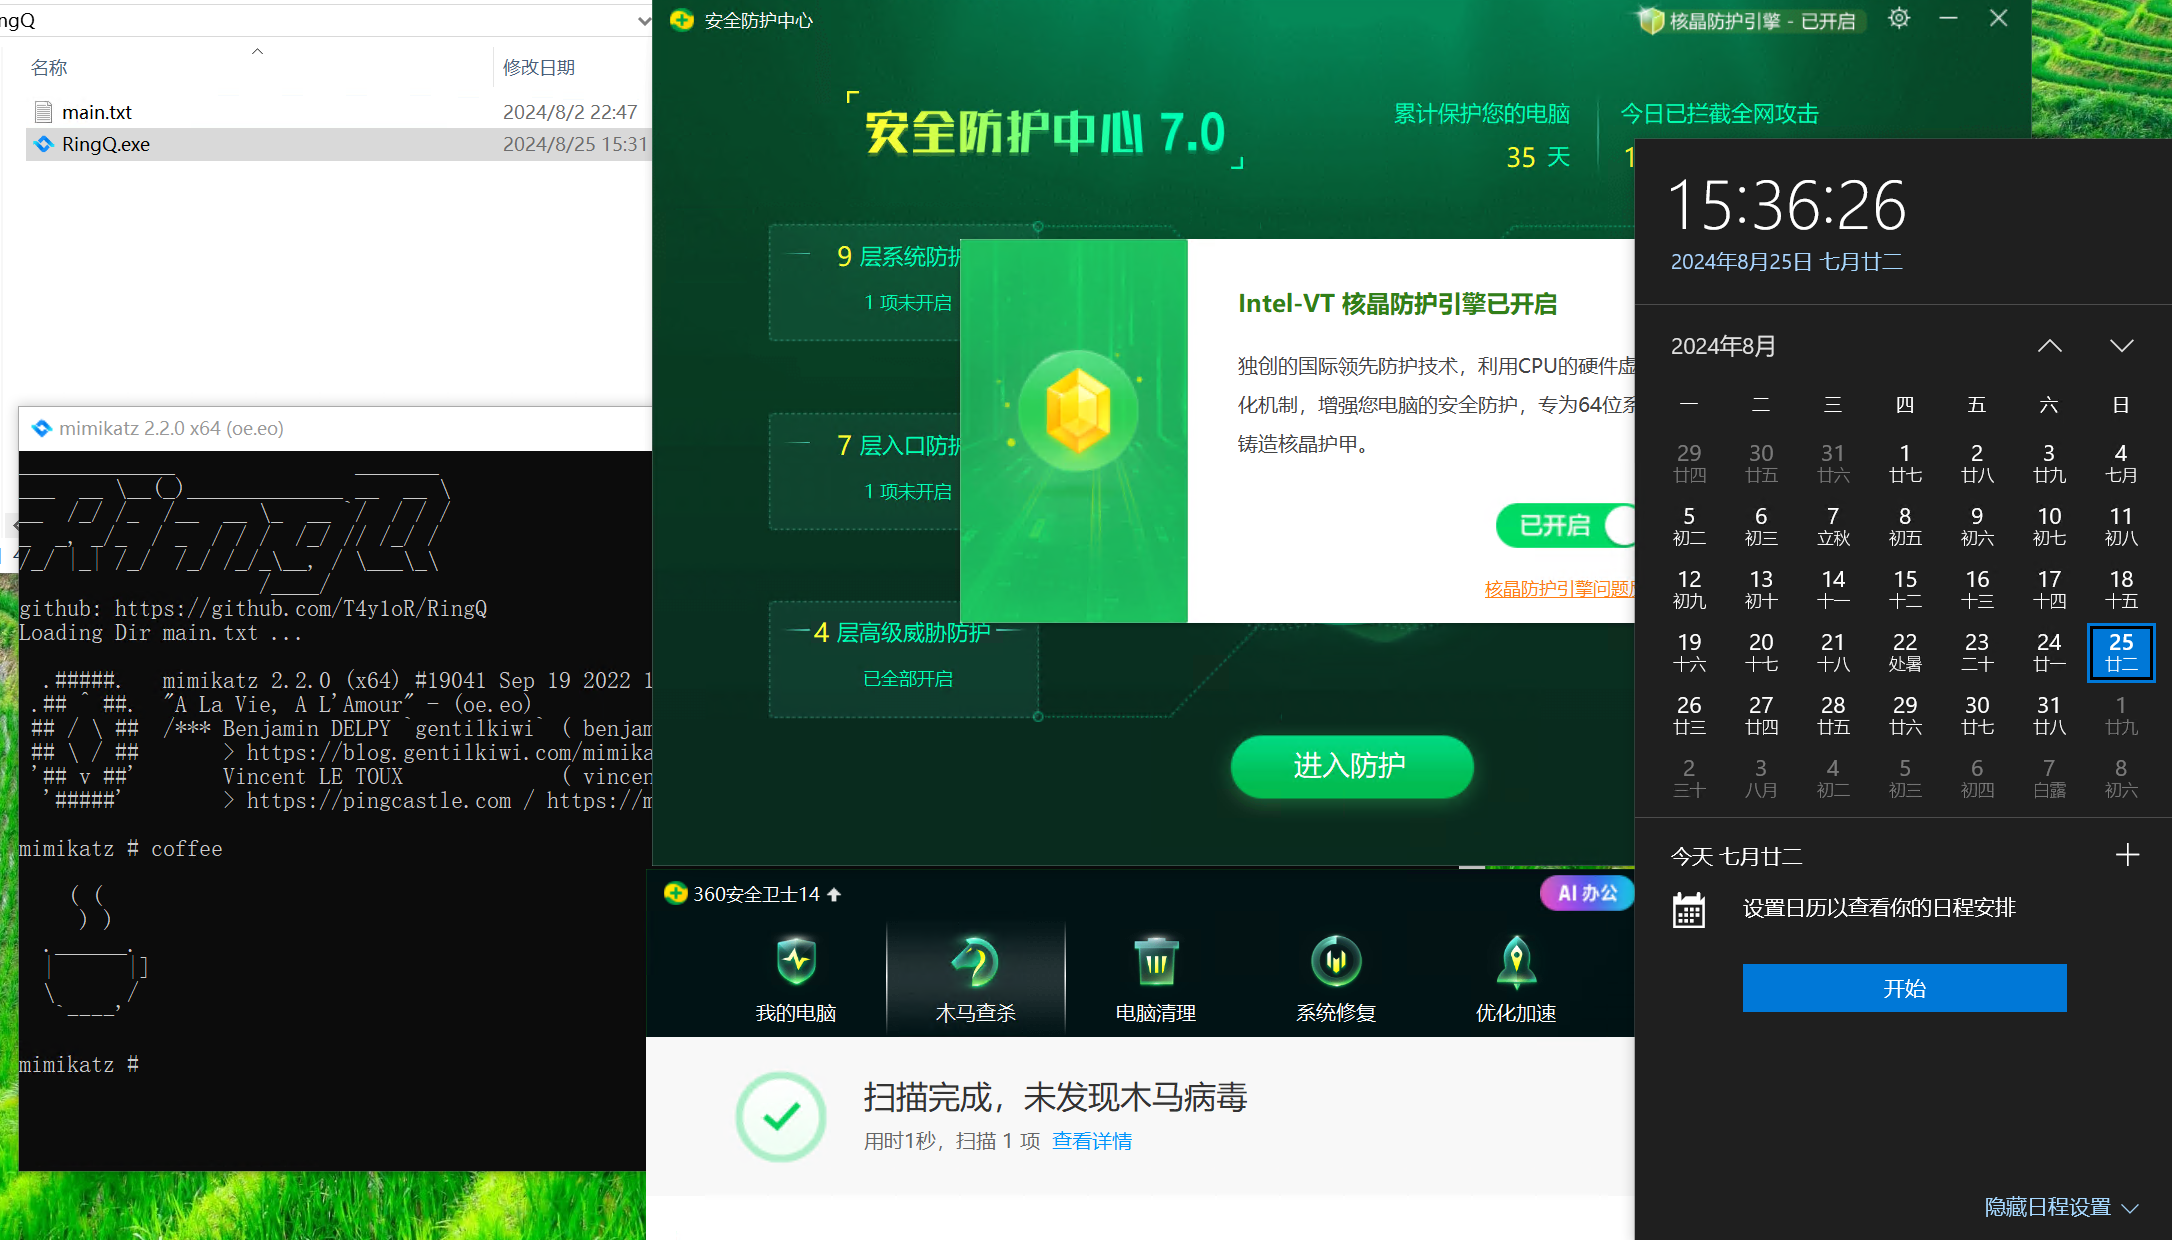 ngQ
名称
修改日期
main.txt
2024/8/2 22:47
RingQ.exe
2024/8/25 15:31
mimikatz 2.2.0 x64 (oe.eo)
github: https://github.com/T4y1oR/RingQ
Loading Dir main.txt ...
.#####.   mimikatz 2.2.0 (x64) #19041 Sep 19 2022 1
.## ^ ##.  "A La Vie, A L'Amour" - (oe.eo)
## / \ ##  /*** Benjamin DELPY `gentilkiwi` ( benjam
## \ / ##       > https://blog.gentilkiwi.com/mimika
'## v ##'       Vincent LE TOUX             ( vincen
'#####'        > https://pingcastle.com / https://m
mimikatz # coffee
mimikatz #
安全防护中心
核晶防护引擎 - 已开启
安全防护中心 7.0
累计保护您的电脑
35 天
今日已拦截全网攻击
1
9 层系统防护
1 项未开启
7 层入口防护
1 项未开启
4 层高级威胁防护
已全部开启
Intel-VT 核晶防护引擎已开启
独创的国际领先防护技术，利用CPU的硬件虚
化机制，增强您电脑的安全防护，专为64位系
铸造核晶护甲。
已开启
核晶防护引擎问题反
进入防护
360安全卫士14
AI 办公
我的电脑
木马查杀
电脑清理
系统修复
优化加速
扫描完成，未发现木马病毒
用时1秒，扫描 1 项 查看详情
15:36:26
2024年8月25日 七月廿二
2024年8月
一 二 三 四 五 六 日
29 30 31 1 2 3 4
廿四 廿五 廿六 廿七 廿八 廿九 七月
5 6 7 8 9 10 11
初二 初三 立秋 初五 初六 初七 初八
12 13 14 15 16 17 18
初九 初十 十一 十二 十三 十四 十五
19 20 21 22 23 24 25
十六 十七 十八 处暑 二十 廿一 廿二
26 27 28 29 30 31 1
廿三 廿四 廿五 廿六 廿七 廿八 廿九
2 3 4 5 6 7 8
三十 八月 初二 初三 初四 白露 初六
今天 七月廿二
设置日历以查看你的日程安排
开始
隐藏日程设置